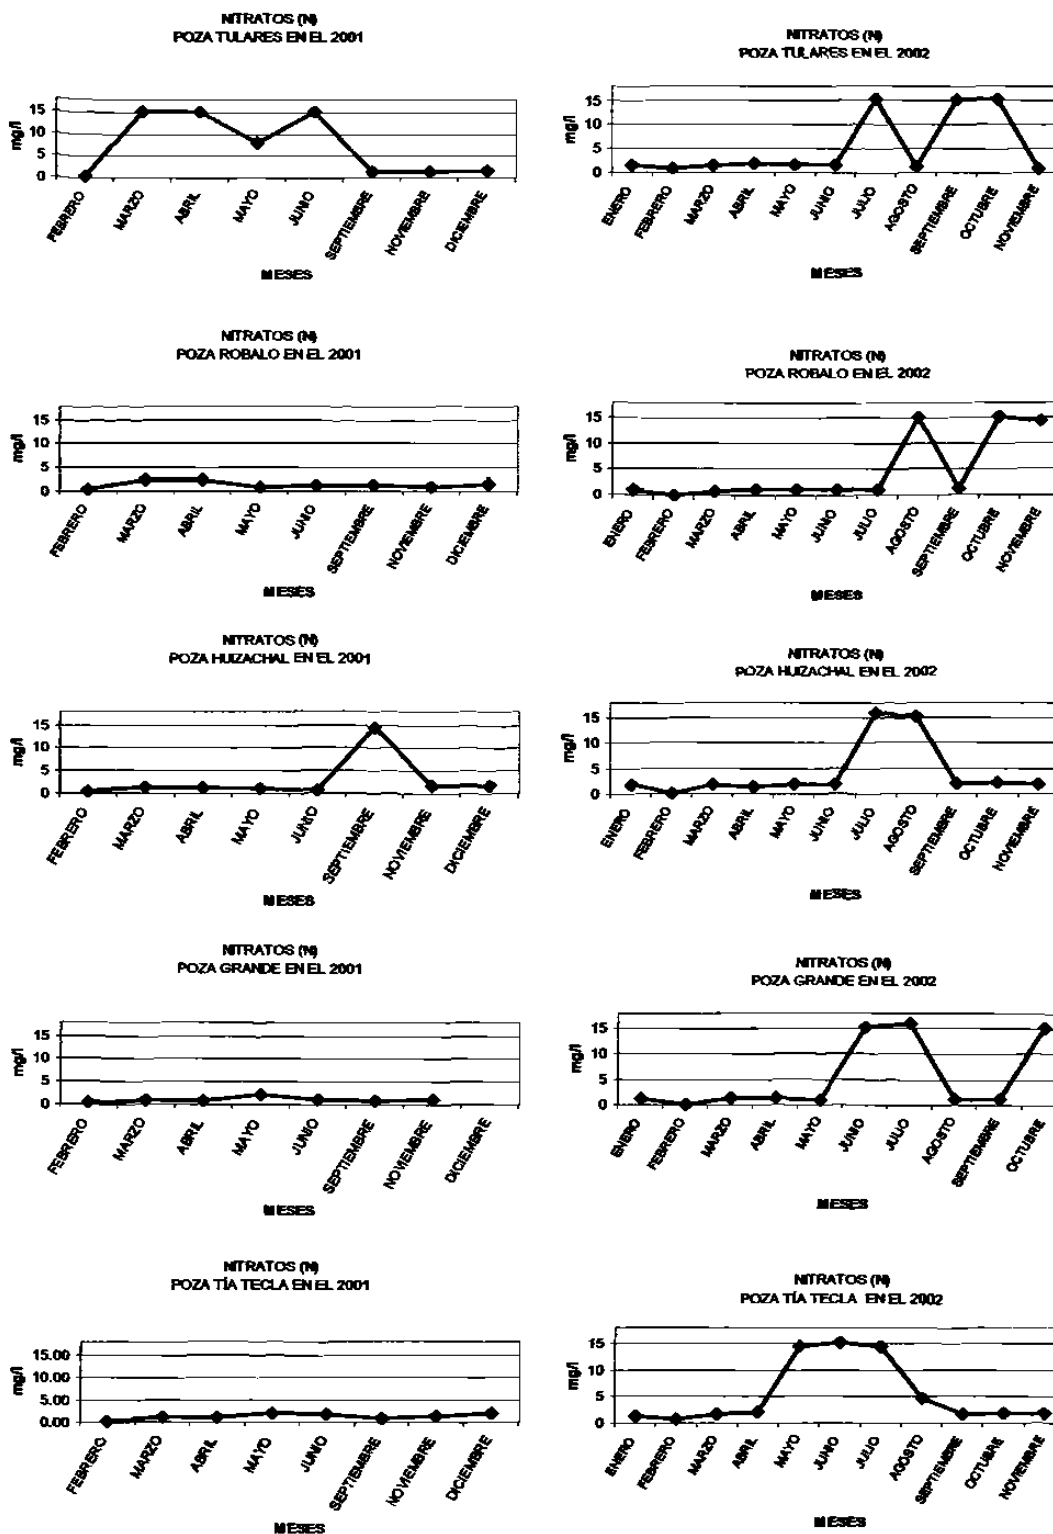 NITRATOS (N)
POZA TULARES EN EL 2001
mg/l
15
10
5
0
FEBRERO
MARZO
ABRIL
MAYO
JUNIO
SEPTIEMBRE
NOVIEMBRE
DICIEMBRE
MESES
NITRATOS (N)
POZA TULARES EN EL 2002
mg/l
15
10
5
0
ENERO
FEBRERO
MARZO
ABRIL
MAYO
JUNIO
JULIO
AGOSTO
SEPTIEMBRE
OCTUBRE
NOVIEMBRE
MESES
NITRATOS (N)
POZA ROBALO EN EL 2001
mg/l
15
10
5
0
FEBRERO
MARZO
ABRIL
MAYO
JUNIO
SEPTIEMBRE
NOVIEMBRE
DICIEMBRE
MESES
NITRATOS (N)
POZA ROBALO EN EL 2002
mg/l
15
10
5
0
ENERO
FEBRERO
MARZO
ABRIL
MAYO
JUNIO
JULIO
AGOSTO
SEPTIEMBRE
OCTUBRE
NOVIEMBRE
MESES
NITRATOS (N)
POZA HUIZACHAL EN EL 2001
mg/l
15
10
5
0
FEBRERO
MARZO
ABRIL
MAYO
JUNIO
SEPTIEMBRE
NOVIEMBRE
DICIEMBRE
MESES
NITRATOS (N)
POZA HUIZACHAL EN EL 2002
mg/l
15
10
5
0
ENERO
FEBRERO
MARZO
ABRIL
MAYO
JUNIO
JULIO
AGOSTO
SEPTIEMBRE
OCTUBRE
NOVIEMBRE
MESES
NITRATOS (N)
POZA GRANDE EN EL 2001
mg/l
15
10
5
0
FEBRERO
MARZO
ABRIL
MAYO
JUNIO
SEPTIEMBRE
NOVIEMBRE
DICIEMBRE
MESES
NITRATOS (N)
POZA GRANDE EN EL 2002
mg/l
15
10
5
0
ENERO
FEBRERO
MARZO
ABRIL
MAYO
JUNIO
JULIO
AGOSTO
SEPTIEMBRE
OCTUBRE
MESES
NITRATOS (N)
POZA TÍA TECLA EN EL 2001
mg/l
15.00
10.00
5.00
0.00
FEBRERO
MARZO
ABRIL
MAYO
JUNIO
SEPTIEMBRE
NOVIEMBRE
DICIEMBRE
MESES
NITRATOS (N)
POZA TÍA TECLA EN EL 2002
mg/l
15
10
5
0
ENERO
FEBRERO
MARZO
ABRIL
MAYO
JUNIO
JULIO
AGOSTO
SEPTIEMBRE
OCTUBRE
NOVIEMBRE
MESES